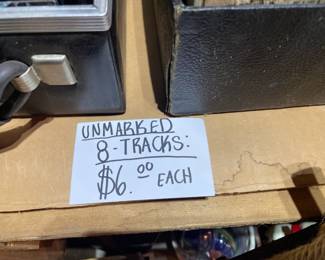 UNMARKED
8-TRACKS:
$6.00 EACH